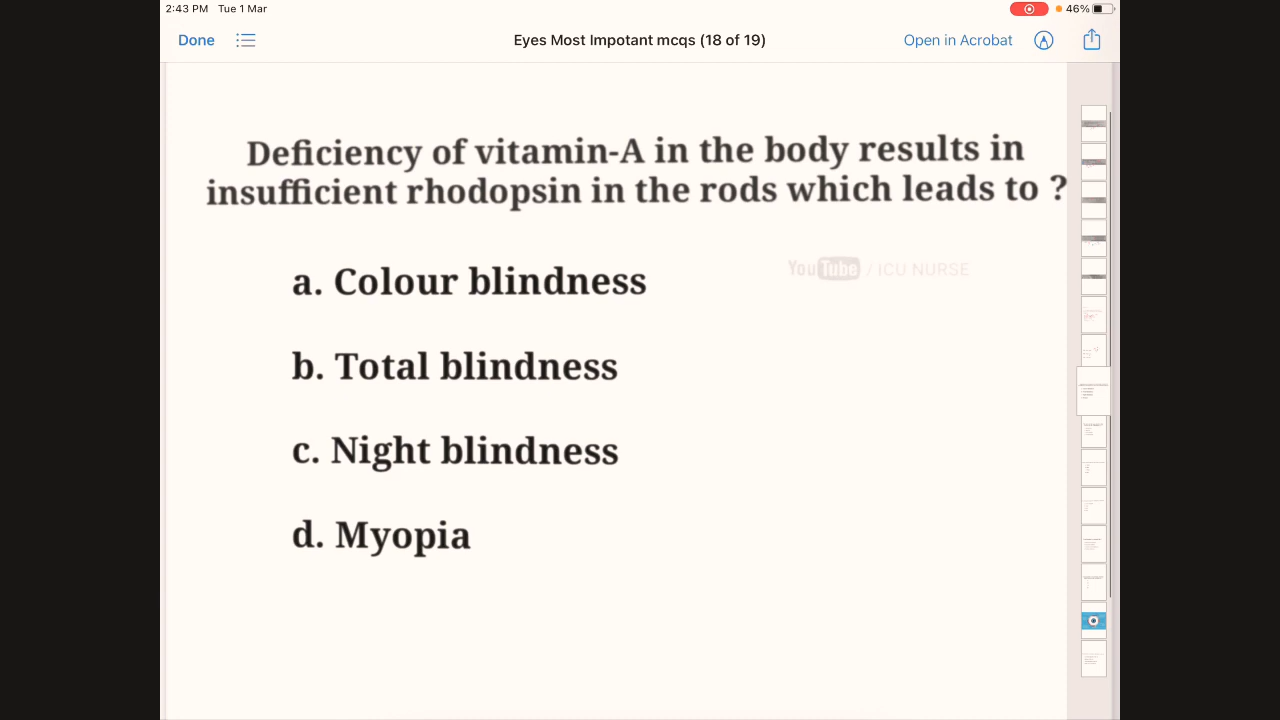 2:43 PM Tue 1 Mar 46%
Done Eyes Most Impotant mcqs (18 of 19) Open in Acrobat
Deficiency of vitamin-A in the body results in
insufficient rhodopsin in the rods which leads to ?
YouTube / ICU NURSE
a. Colour blindness
b. Total blindness
c. Night blindness
d. Myopia